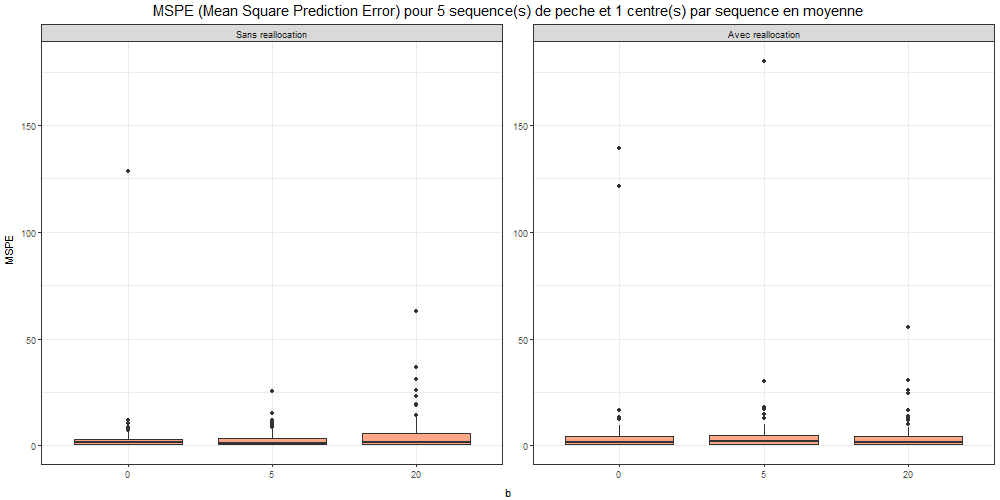 MSPE (Mean Square Prediction Error) pour 5 sequence(s) de peche et 1 centre(s) par sequence en moyenne
Sans reallocation
Avec reallocation
MSPE
150
100
50
0
150
100
50
0
0 5 20
0 5 20
b